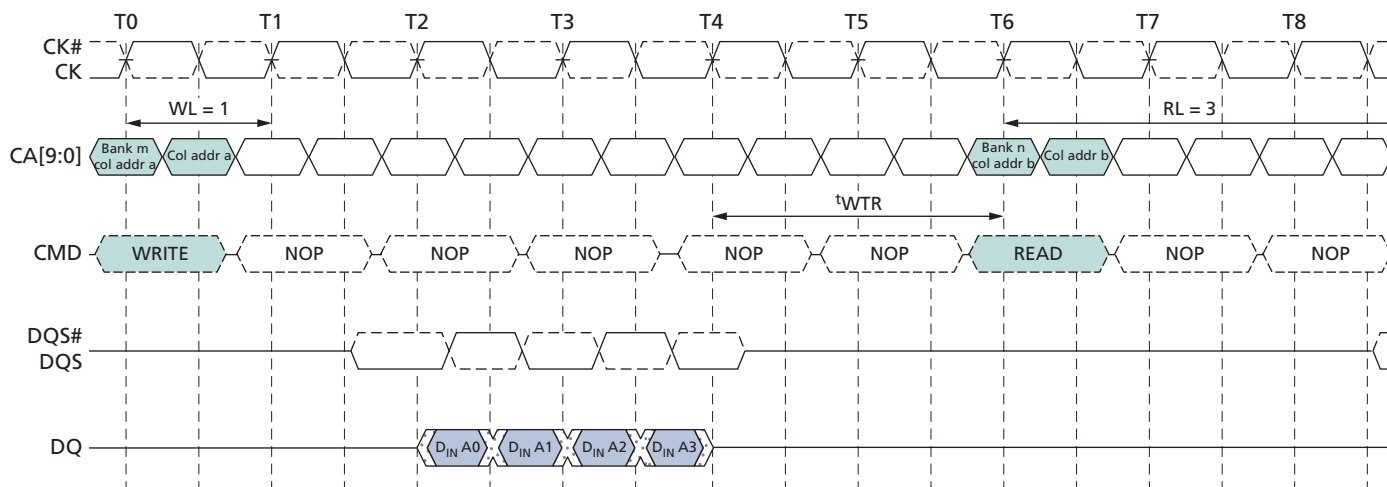 T0 T1 T2 T3 T4 T5 T6 T7 T8
CK#
CK
WL = 1 RL = 3
CA[9:0] Bank m col addr a Col addr a Bank n col addr b Col addr b
tWTR
CMD WRITE NOP NOP NOP NOP NOP READ NOP NOP
DQS#
DQS
DQ DIN A0 DIN A1 DIN A2 DIN A3